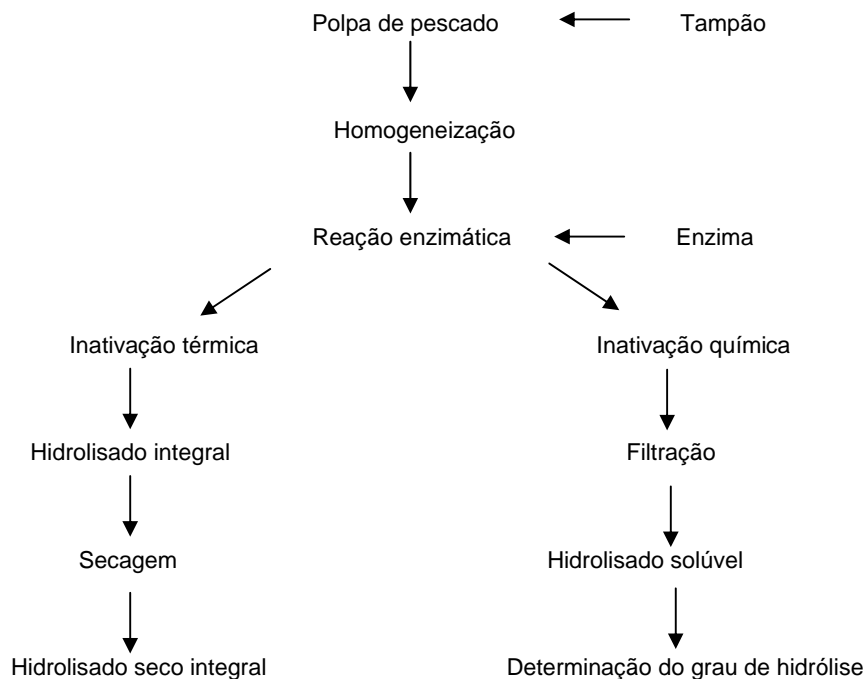 Polpa de pescado
Tampão
Homogeneização
Reação enzimática
Enzima
Inativação térmica
Inativação química
Hidrolisado integral
Filtração
Secagem
Hidrolisado solúvel
Hidrolisado seco integral
Determinação do grau de hidrólise